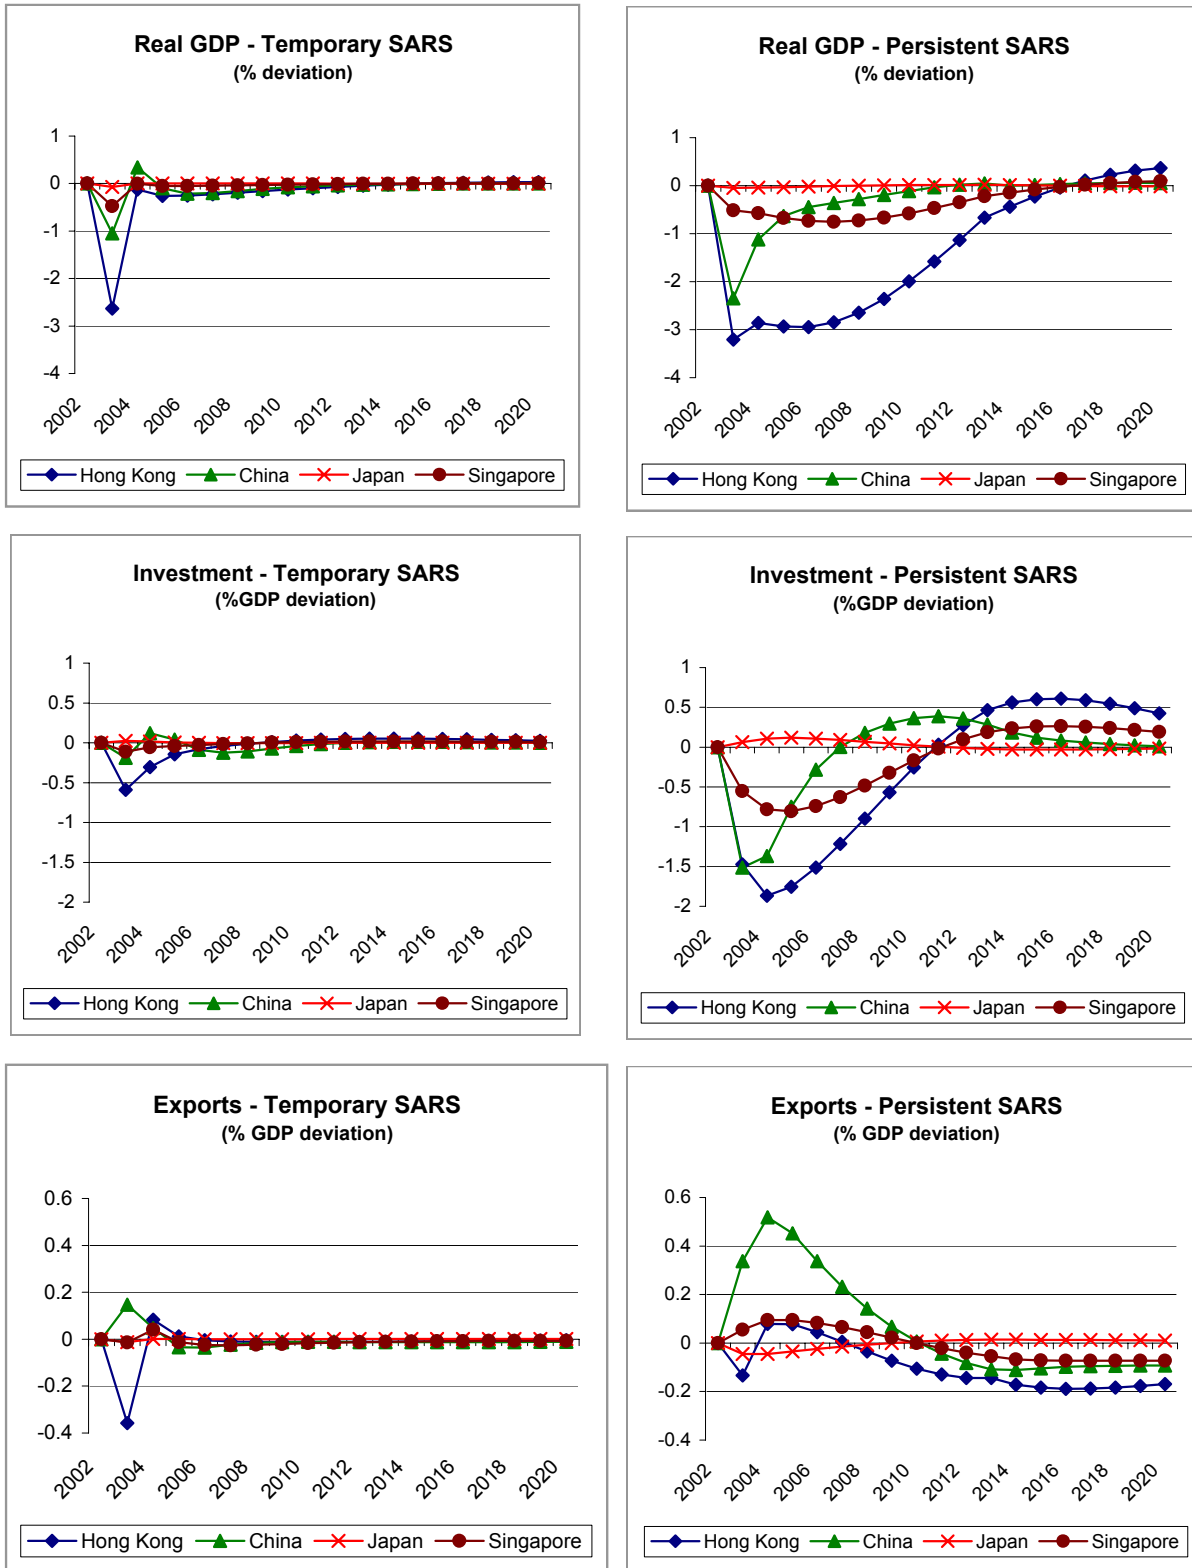 Real GDP - Temporary SARS
(% deviation)
1
0
-1
-2
-3
-4
2002 2004 2006 2008 2010 2012 2014 2016 2018 2020
Hong Kong China Japan Singapore
Real GDP - Persistent SARS
(% deviation)
1
0
-1
-2
-3
-4
2002 2004 2006 2008 2010 2012 2014 2016 2018 2020
Hong Kong China Japan Singapore
Investment - Temporary SARS
(%GDP deviation)
1
0.5
0
-0.5
-1
-1.5
-2
2002 2004 2006 2008 2010 2012 2014 2016 2018 2020
Hong Kong China Japan Singapore
Investment - Persistent SARS
(%GDP deviation)
1
0.5
0
-0.5
-1
-1.5
-2
2002 2004 2006 2008 2010 2012 2014 2016 2018 2020
Hong Kong China Japan Singapore
Exports - Temporary SARS
(% GDP deviation)
0.6
0.4
0.2
0
-0.2
-0.4
2002 2004 2006 2008 2010 2012 2014 2016 2018 2020
Hong Kong China Japan Singapore
Exports - Persistent SARS
(% GDP deviation)
0.6
0.4
0.2
0
-0.2
-0.4
2002 2004 2006 2008 2010 2012 2014 2016 2018 2020
Hong Kong China Japan Singapore